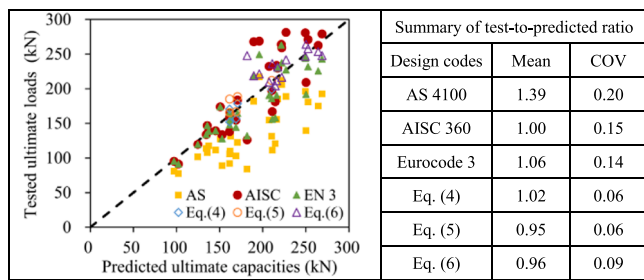 Tested ultimate loads (kN)
300
250
200
150
100
50
0
AS AISC EN 3
Eq.(4) Eq.(5) Eq.(6)
0 50 100 150 200 250 300
Predicted ultimate capacities (kN)
Summary of test-to-predicted ratio
Design codes Mean COV
AS 4100 1.39 0.20
AISC 360 1.00 0.15
Eurocode 3 1.06 0.14
Eq. (4) 1.02 0.06
Eq. (5) 0.95 0.06
Eq. (6) 0.96 0.09